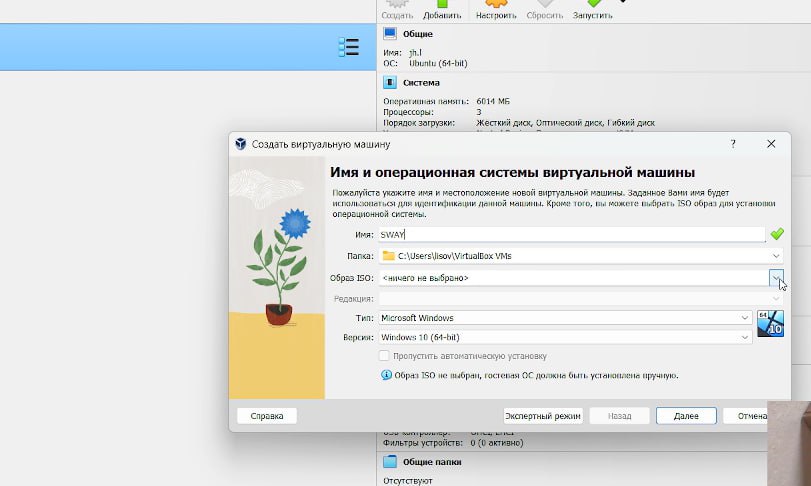 Создать
Добавить
Настроить
Сбросить
Запустить
Общие
Имя: jh.l
ОС: Ubuntu (64-bit)
Система
Оперативная память: 6014 МБ
Процессоры: 3
Порядок загрузки: Жесткий диск, Оптический диск, Гибкий диск
Создать виртуальную машину
?
Имя и операционная системы виртуальной машины
Пожалуйста укажите имя и местоположение новой виртуальной машины. Заданное Вами имя будет
использоваться для идентификации данной машины. Кроме того, вы можете выбрать ISO образ для установки
операционной системы.
Имя: SWAY
Папка: C:\Users\lisov\VirtualBox VMs
Образ ISO: <ничего не выбрано>
Редакция:
Тип: Microsoft Windows
64
Версия: Windows 10 (64-bit)
10
Пропустить автоматическую установку
Образ ISO не выбран, гостевая ОС должна быть установлена вручную.
Справка
Экспертный режим
Назад
Далее
Отмена
Фильтры устройств: 0 (0 активно)
Общие папки
Отсутствуют